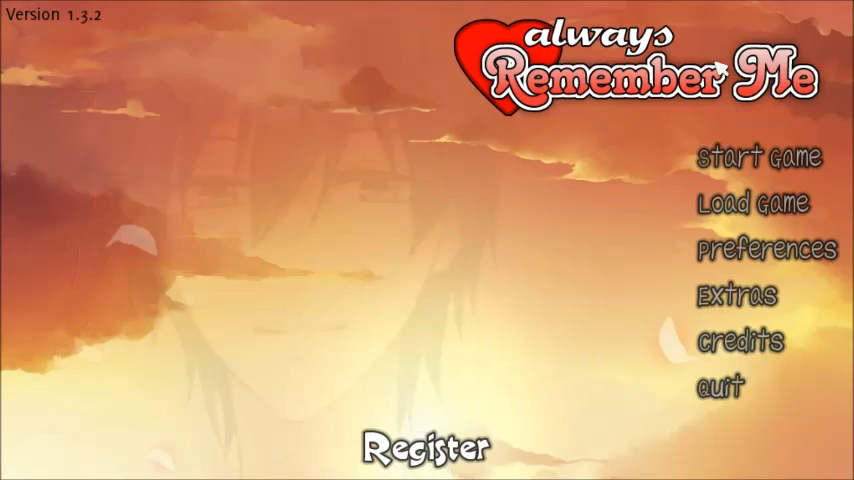 Version 1.3.2
always
Remember Me
Start Game
Load Game
Preferences
Extras
Credits
Quit
Register